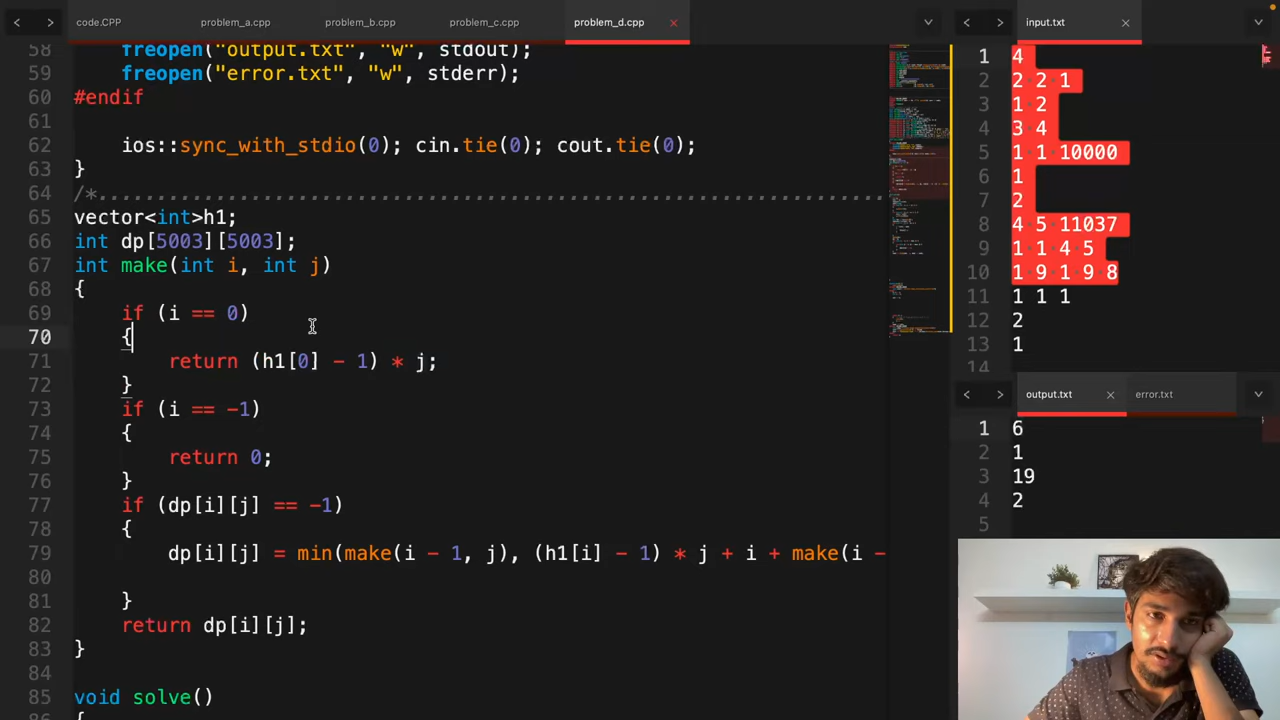 code.CPP
problem_a.cpp
problem_b.cpp
problem_c.cpp
problem_d.cpp
58 freopen("output.txt", "w", stdout);
59 freopen("error.txt", "w", stderr);
60 #endif
61
62 ios::sync_with_stdio(0); cin.tie(0); cout.tie(0);
63 }
64 /*......................................................................
65 vector<int>h1;
66 int dp[5003][5003];
67 int make(int i, int j)
68 {
69 if (i == 0)
70 {
71 return (h1[0] - 1) * j;
72 }
73 if (i == -1)
74 {
75 return 0;
76 }
77 if (dp[i][j] == -1)
78 {
79 dp[i][j] = min(make(i - 1, j), (h1[i] - 1) * j + i + make(i -
80
81 }
82 return dp[i][j];
83 }
84
85 void solve()
86 {
input.txt
1 4
2 2 2 1
3 1 2
4 3 4
5 1 1 10000
6 1
7 2
8 4 5 11037
9 1 1 4 5
10 1 9 1 9 8
11 1 1 1
12 2
13 1
14
output.txt
error.txt
1 6
2 1
3 19
4 2
5